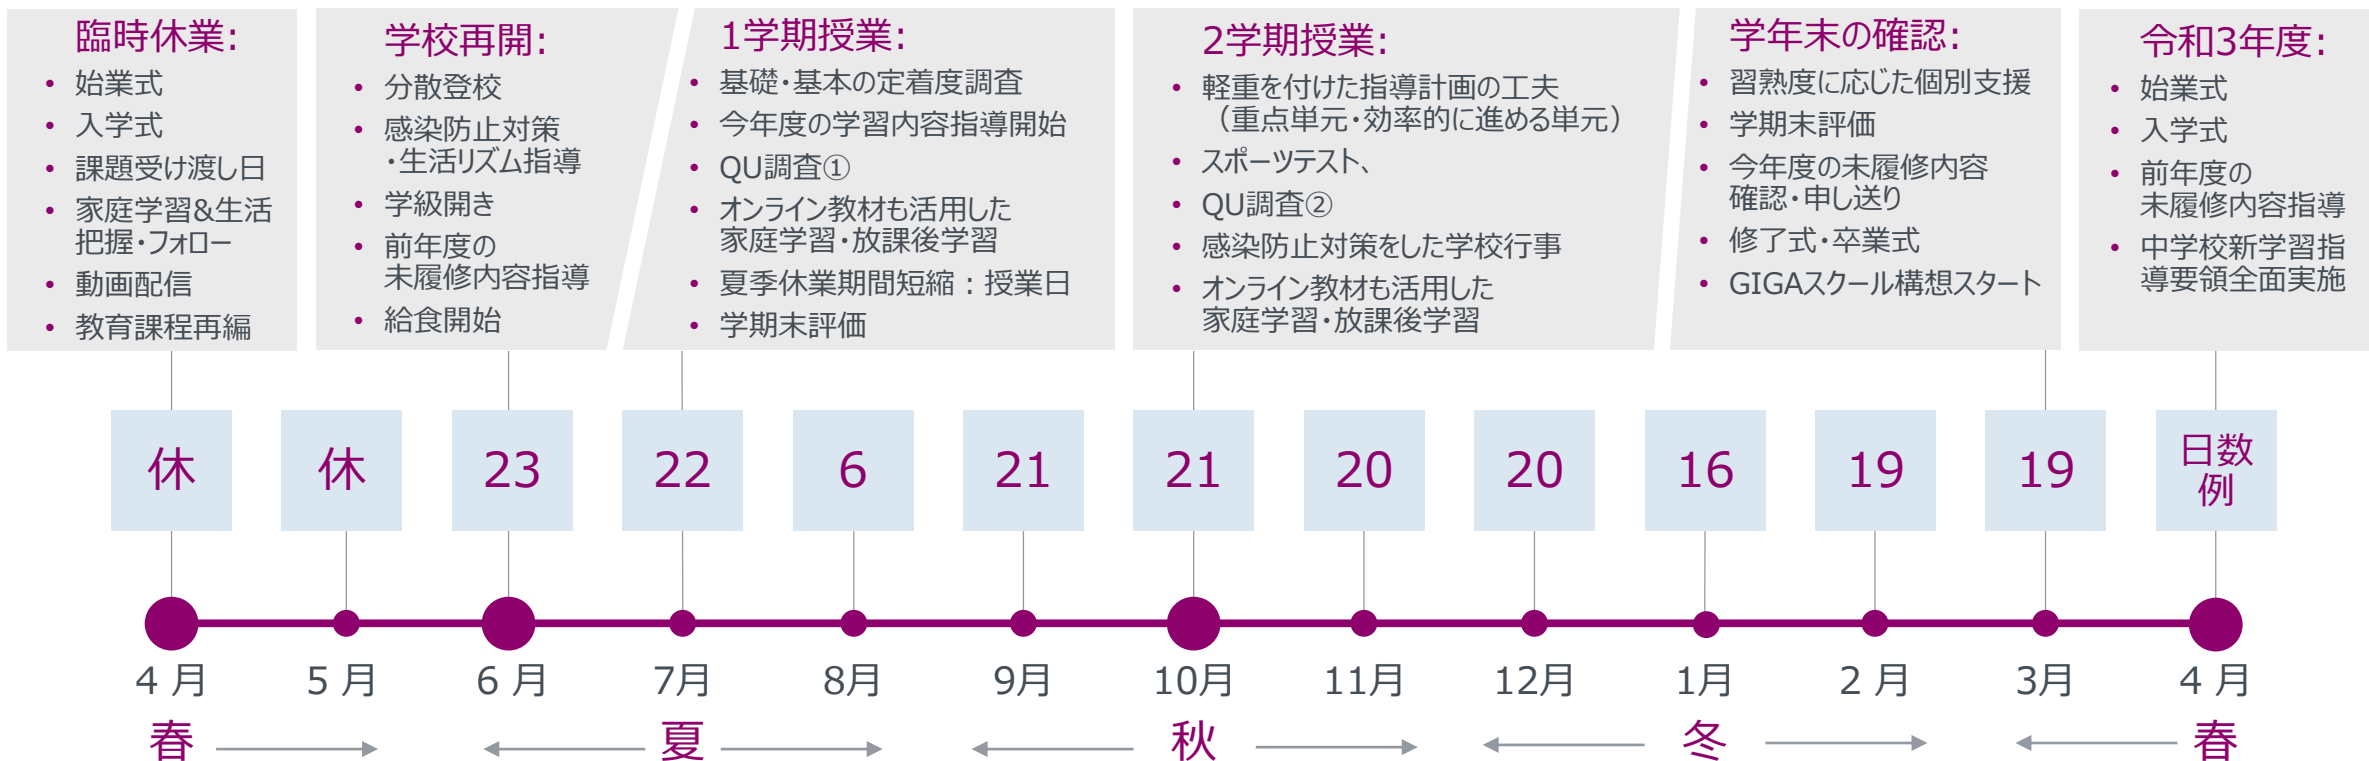 臨時休業:
• 始業式
• 入学式
• 課題受け渡し日
• 家庭学習&生活
把握・フォロー
• 動画配信
• 教育課程再編
学校再開:
• 分散登校
• 感染防止対策
・生活リズム指導
• 学級開き
• 前年度の
未履修内容指導
• 給食開始
1学期授業:
• 基礎・基本の定着度調査
• 今年度の学習内容指導開始
• QU調査①
• オンライン教材も活用した
家庭学習・放課後学習
• 夏季休業期間短縮：授業日
• 学期末評価
2学期授業:
• 軽重を付けた指導計画の工夫
（重点単元・効率的に進める単元）
• スポーツテスト、
• QU調査②
• 感染防止対策をした学校行事
• オンライン教材も活用した
家庭学習・放課後学習
学年末の確認:
• 習熟度に応じた個別支援
• 学期末評価
• 今年度の未履修内容
確認・申し送り
• 修了式・卒業式
• GIGAスクール構想スタート
令和3年度:
• 始業式
• 入学式
• 前年度の
未履修内容指導
• 中学校新学習指
導要領全面実施
休
休
23
22
6
21
21
20
20
16
19
19
日数
例
4 月
5 月
6 月
7月
8月
9月
10月
11月
12月
1月
2 月
3月
4 月
春
夏
秋
冬
春